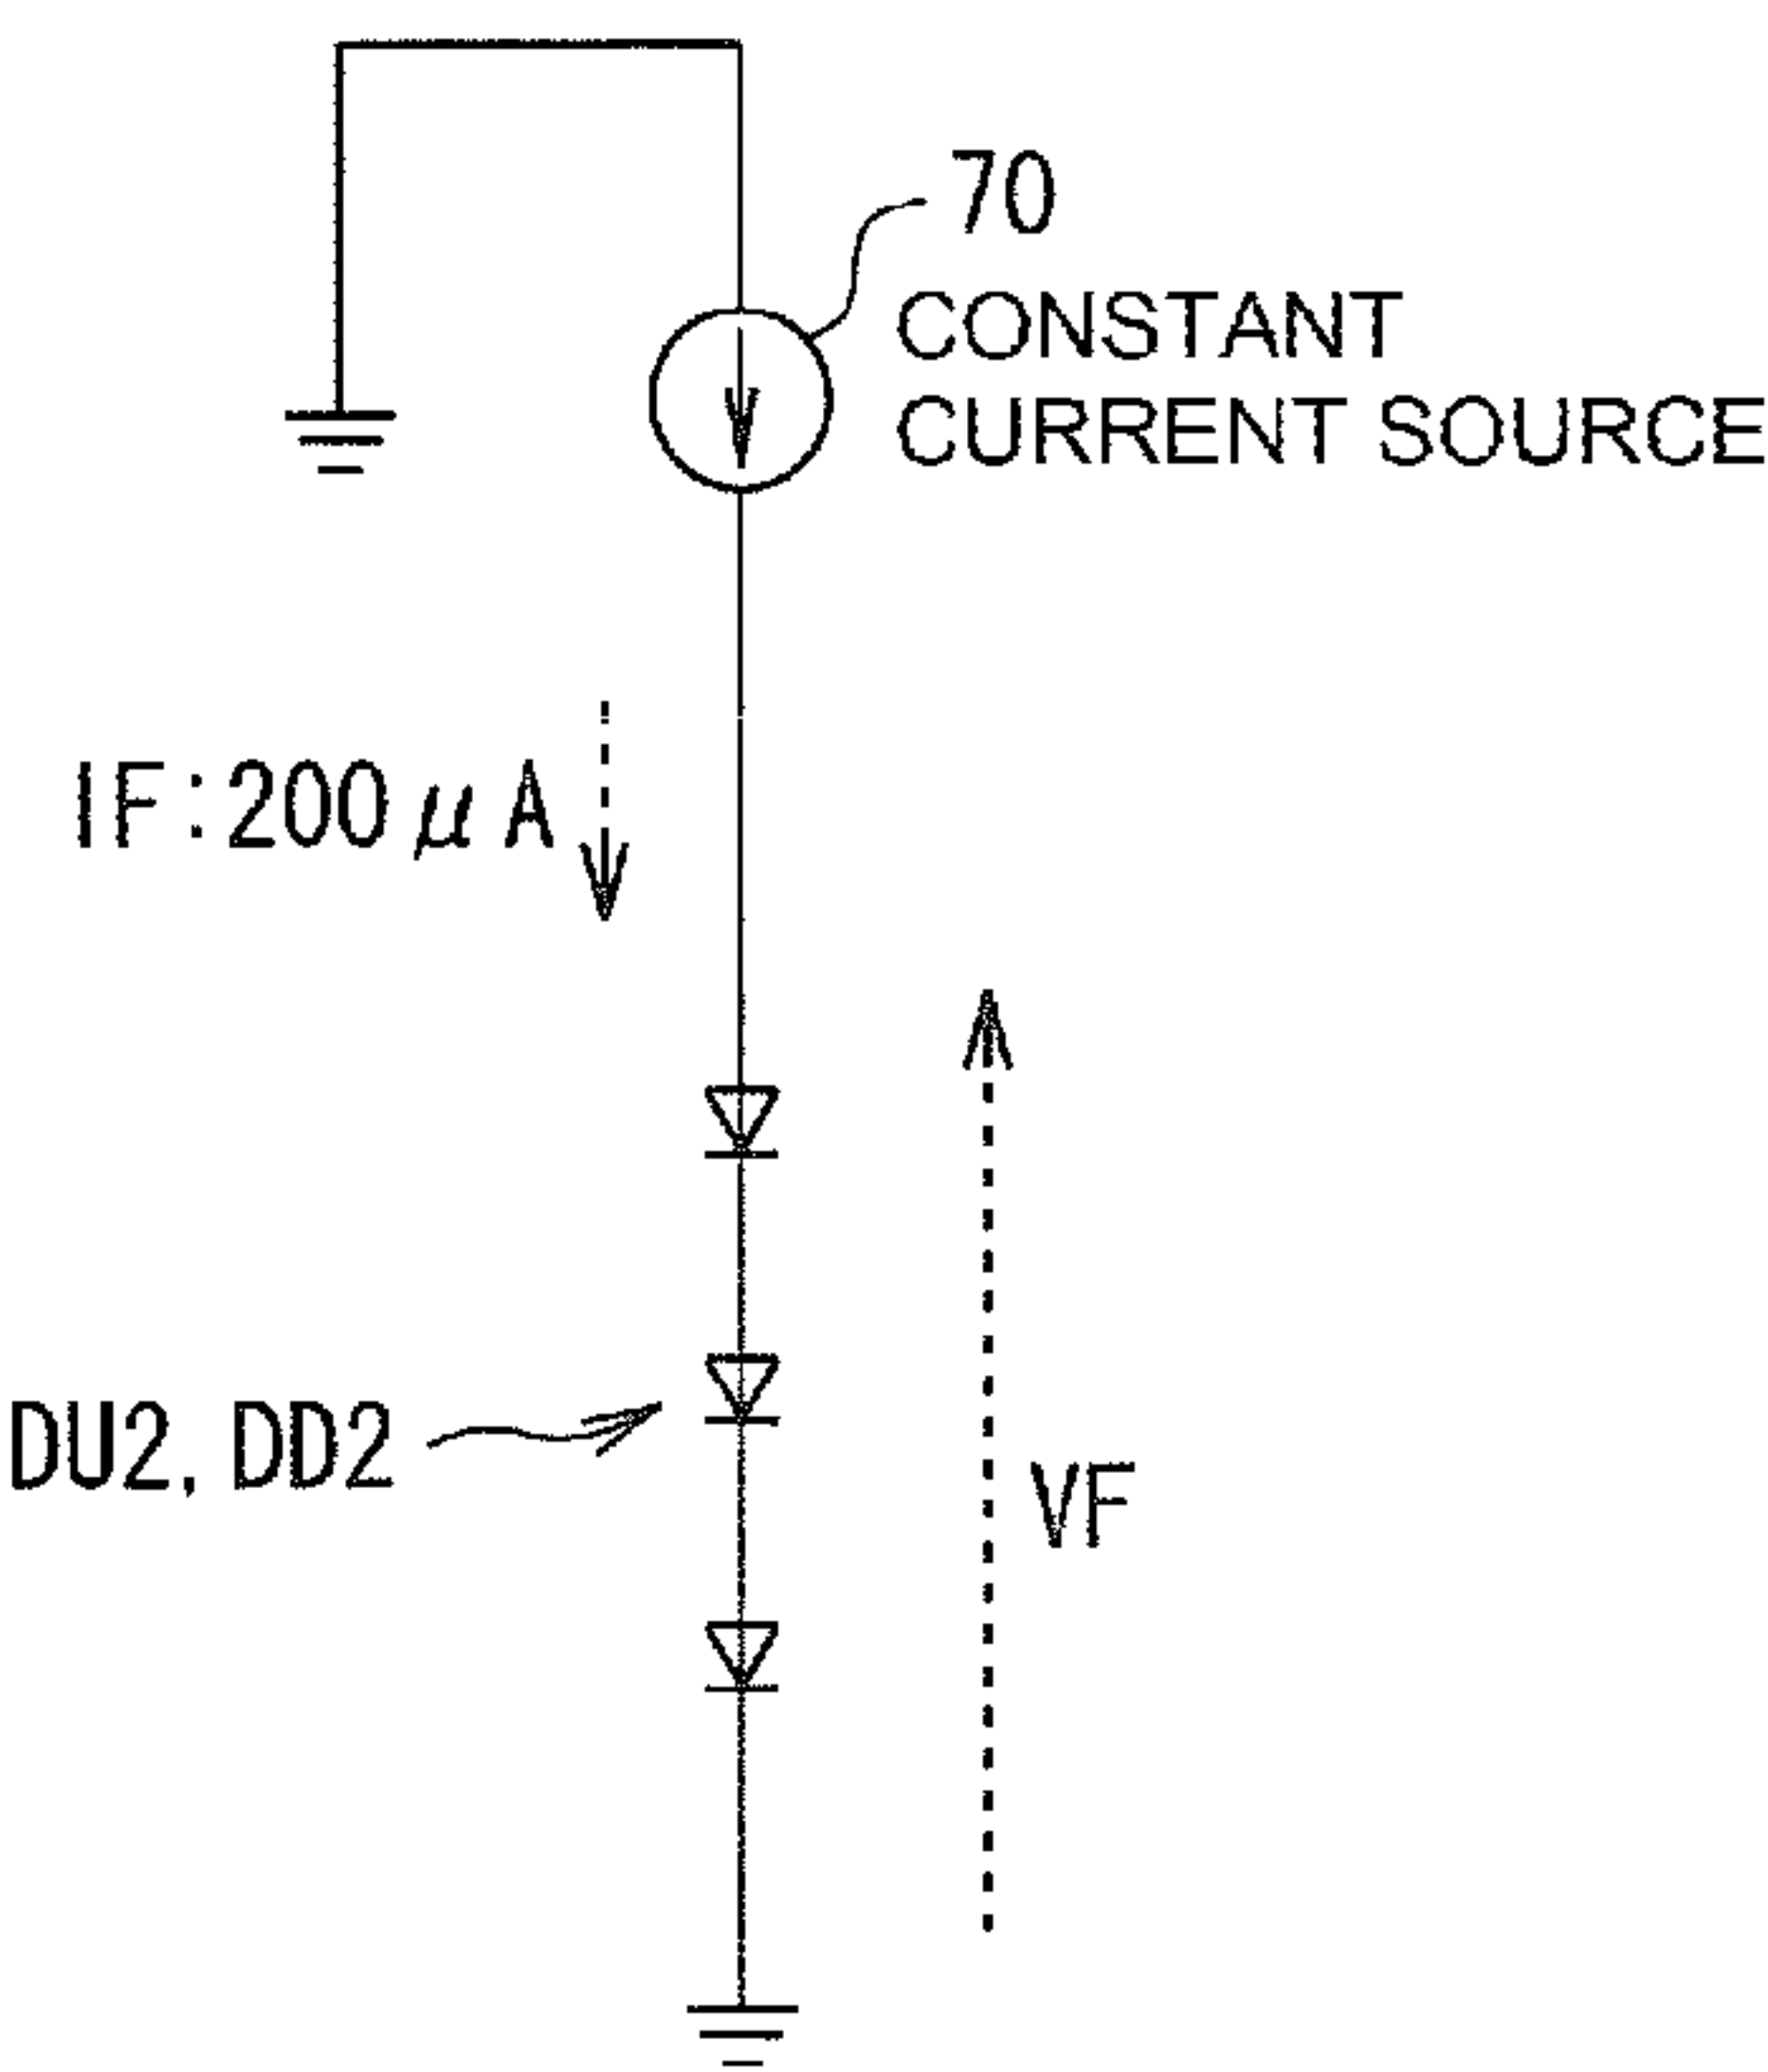 70
CONSTANT
CURRENT SOURCE
IF:200μA
DU2, DD2
VF